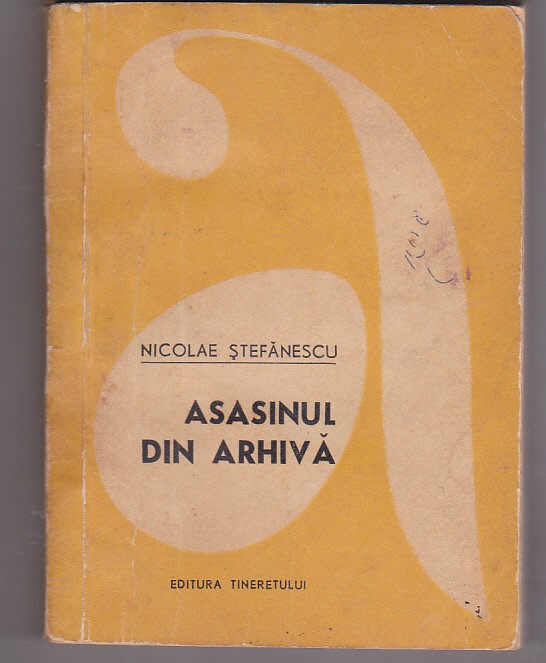 NICOLAE ŞTEFĂNESCU
ASASINUL
DIN ARHIVĂ
EDITURA TINERETULUI